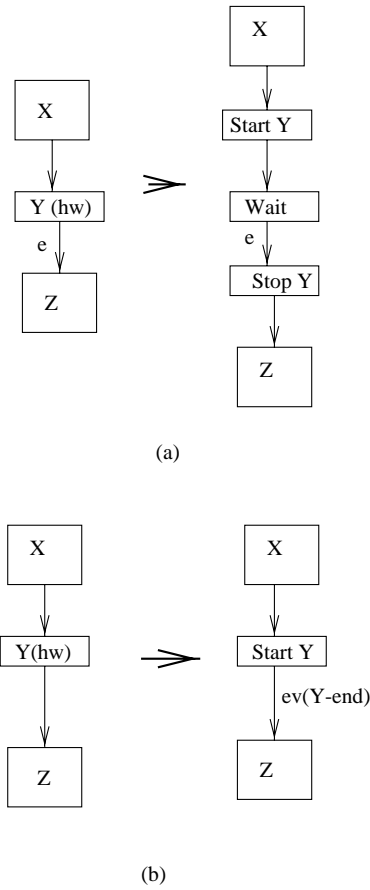 X
Y (hw)
e
Z
X
Start Y
Wait
e
Stop Y
Z
(a)
X
Y(hw)
Z
X
Start Y
ev(Y-end)
Z
(b)